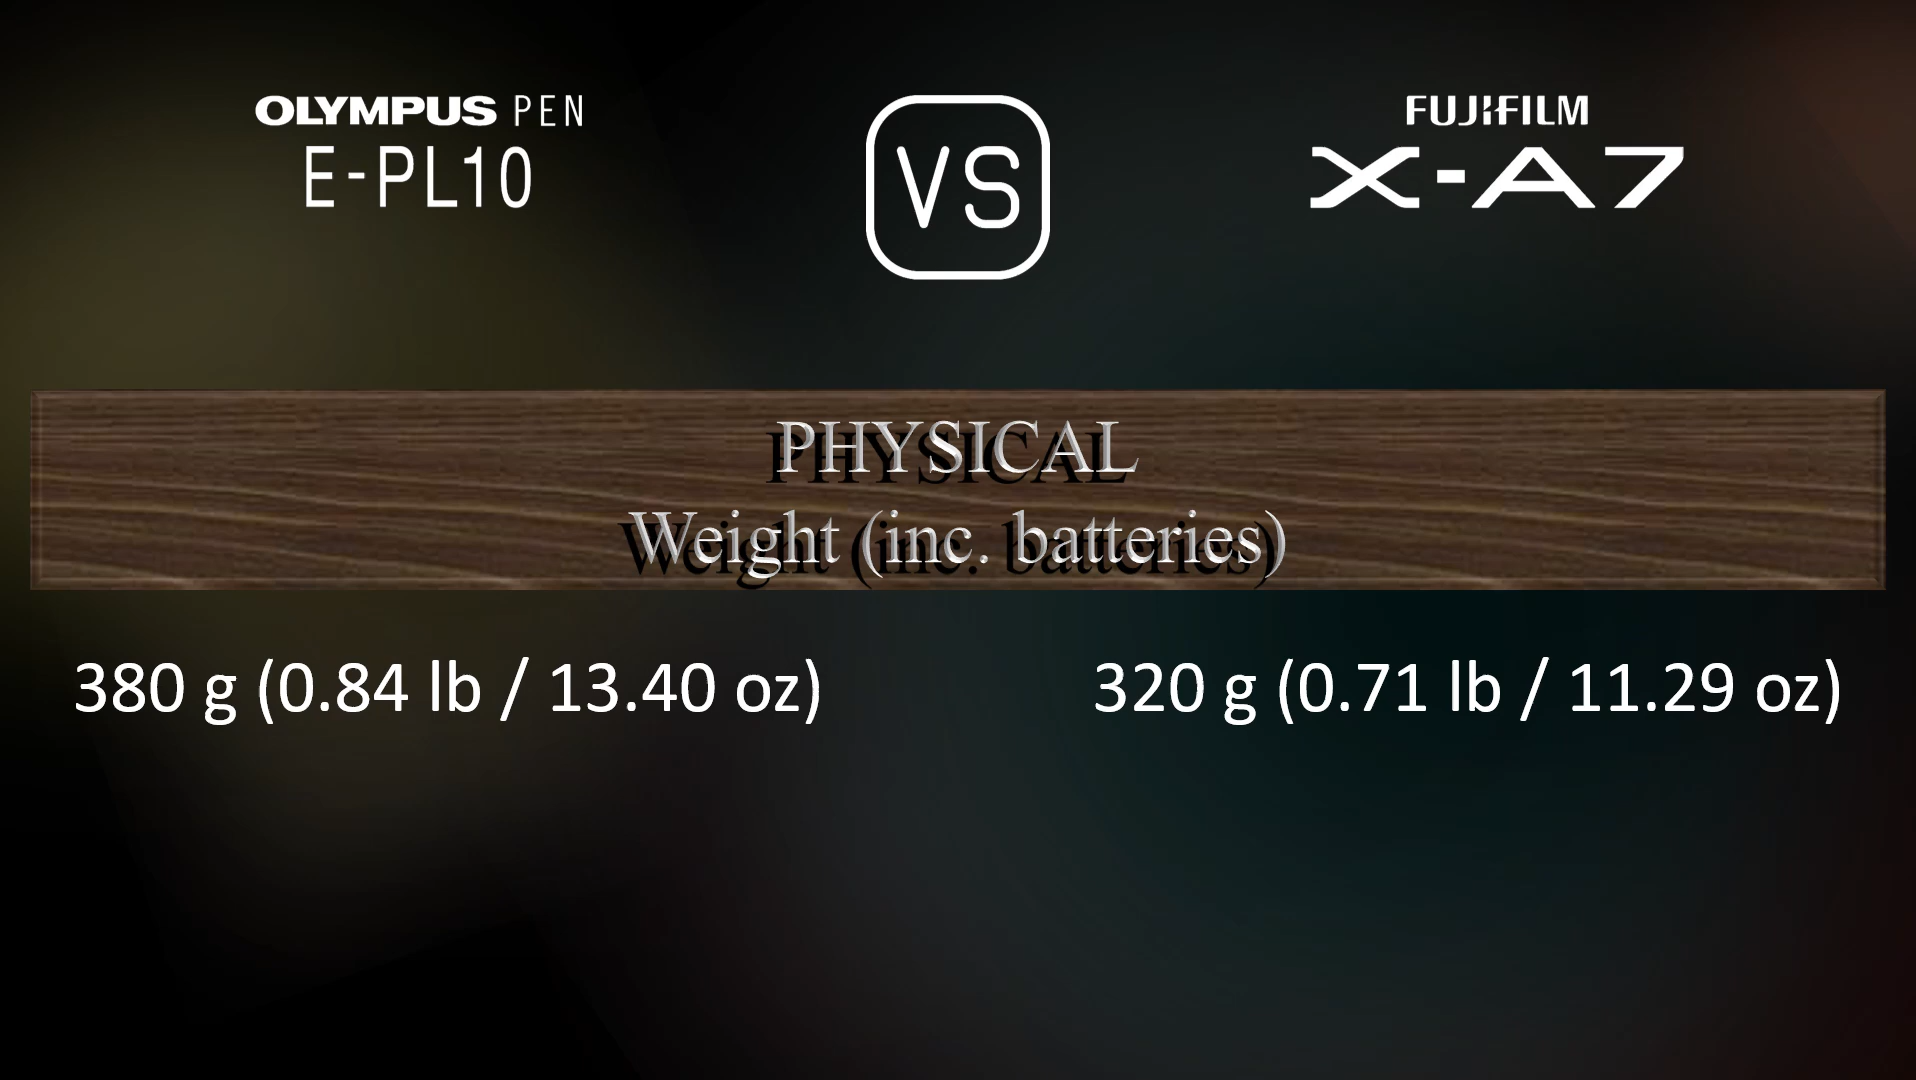 OLYMPUS PEN
E-PL10
VS
FUJIFILM
X-A7
PHYSICAL
Weight (inc. batteries)
380 g (0.84 lb / 13.40 oz)
320 g (0.71 lb / 11.29 oz)